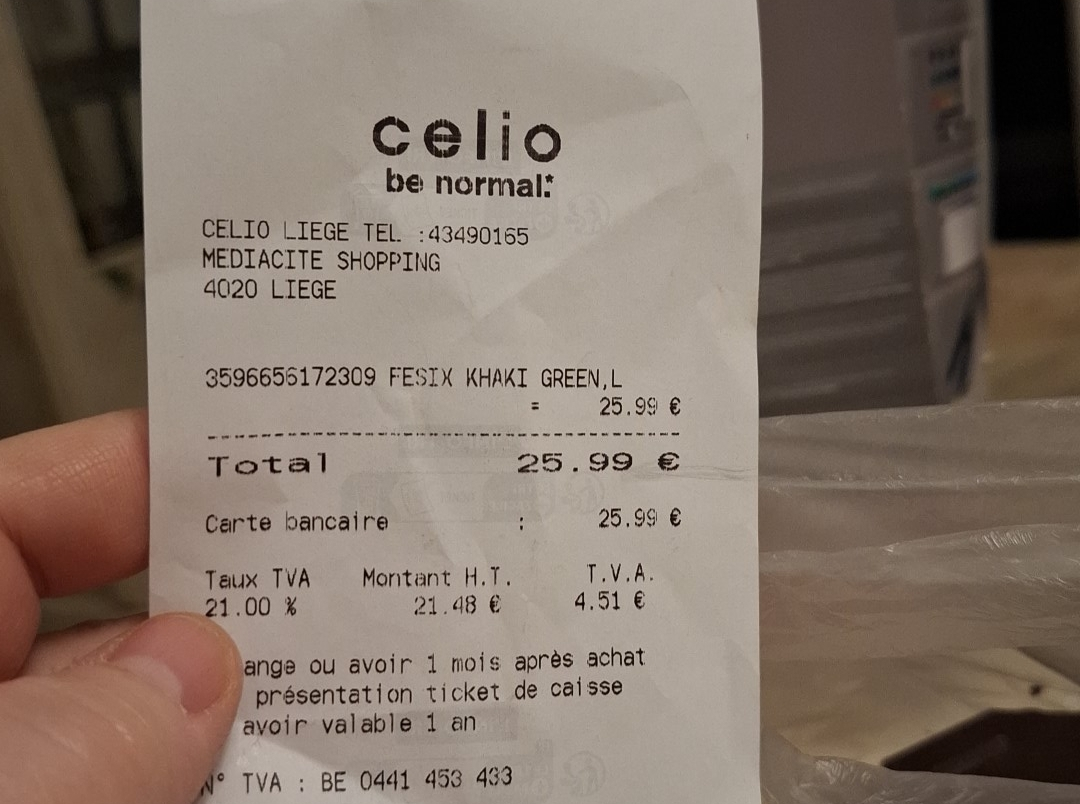 celio
be normal:*
CELIO LIEGE TEL :43490165
MEDIACITE SHOPPING
4020 LIEGE
3596656172309 FESIX KHAKI GREEN,L
= 25.99 €
Total 25.99 €
Carte bancaire : 25.99 €
Taux TVA Montant H.T. T.V.A.
21.00 % 21.48 € 4.51 €
ange ou avoir 1 mois après achat
présentation ticket de caisse
avoir valable 1 an
N° TVA : BE 0441 453 433